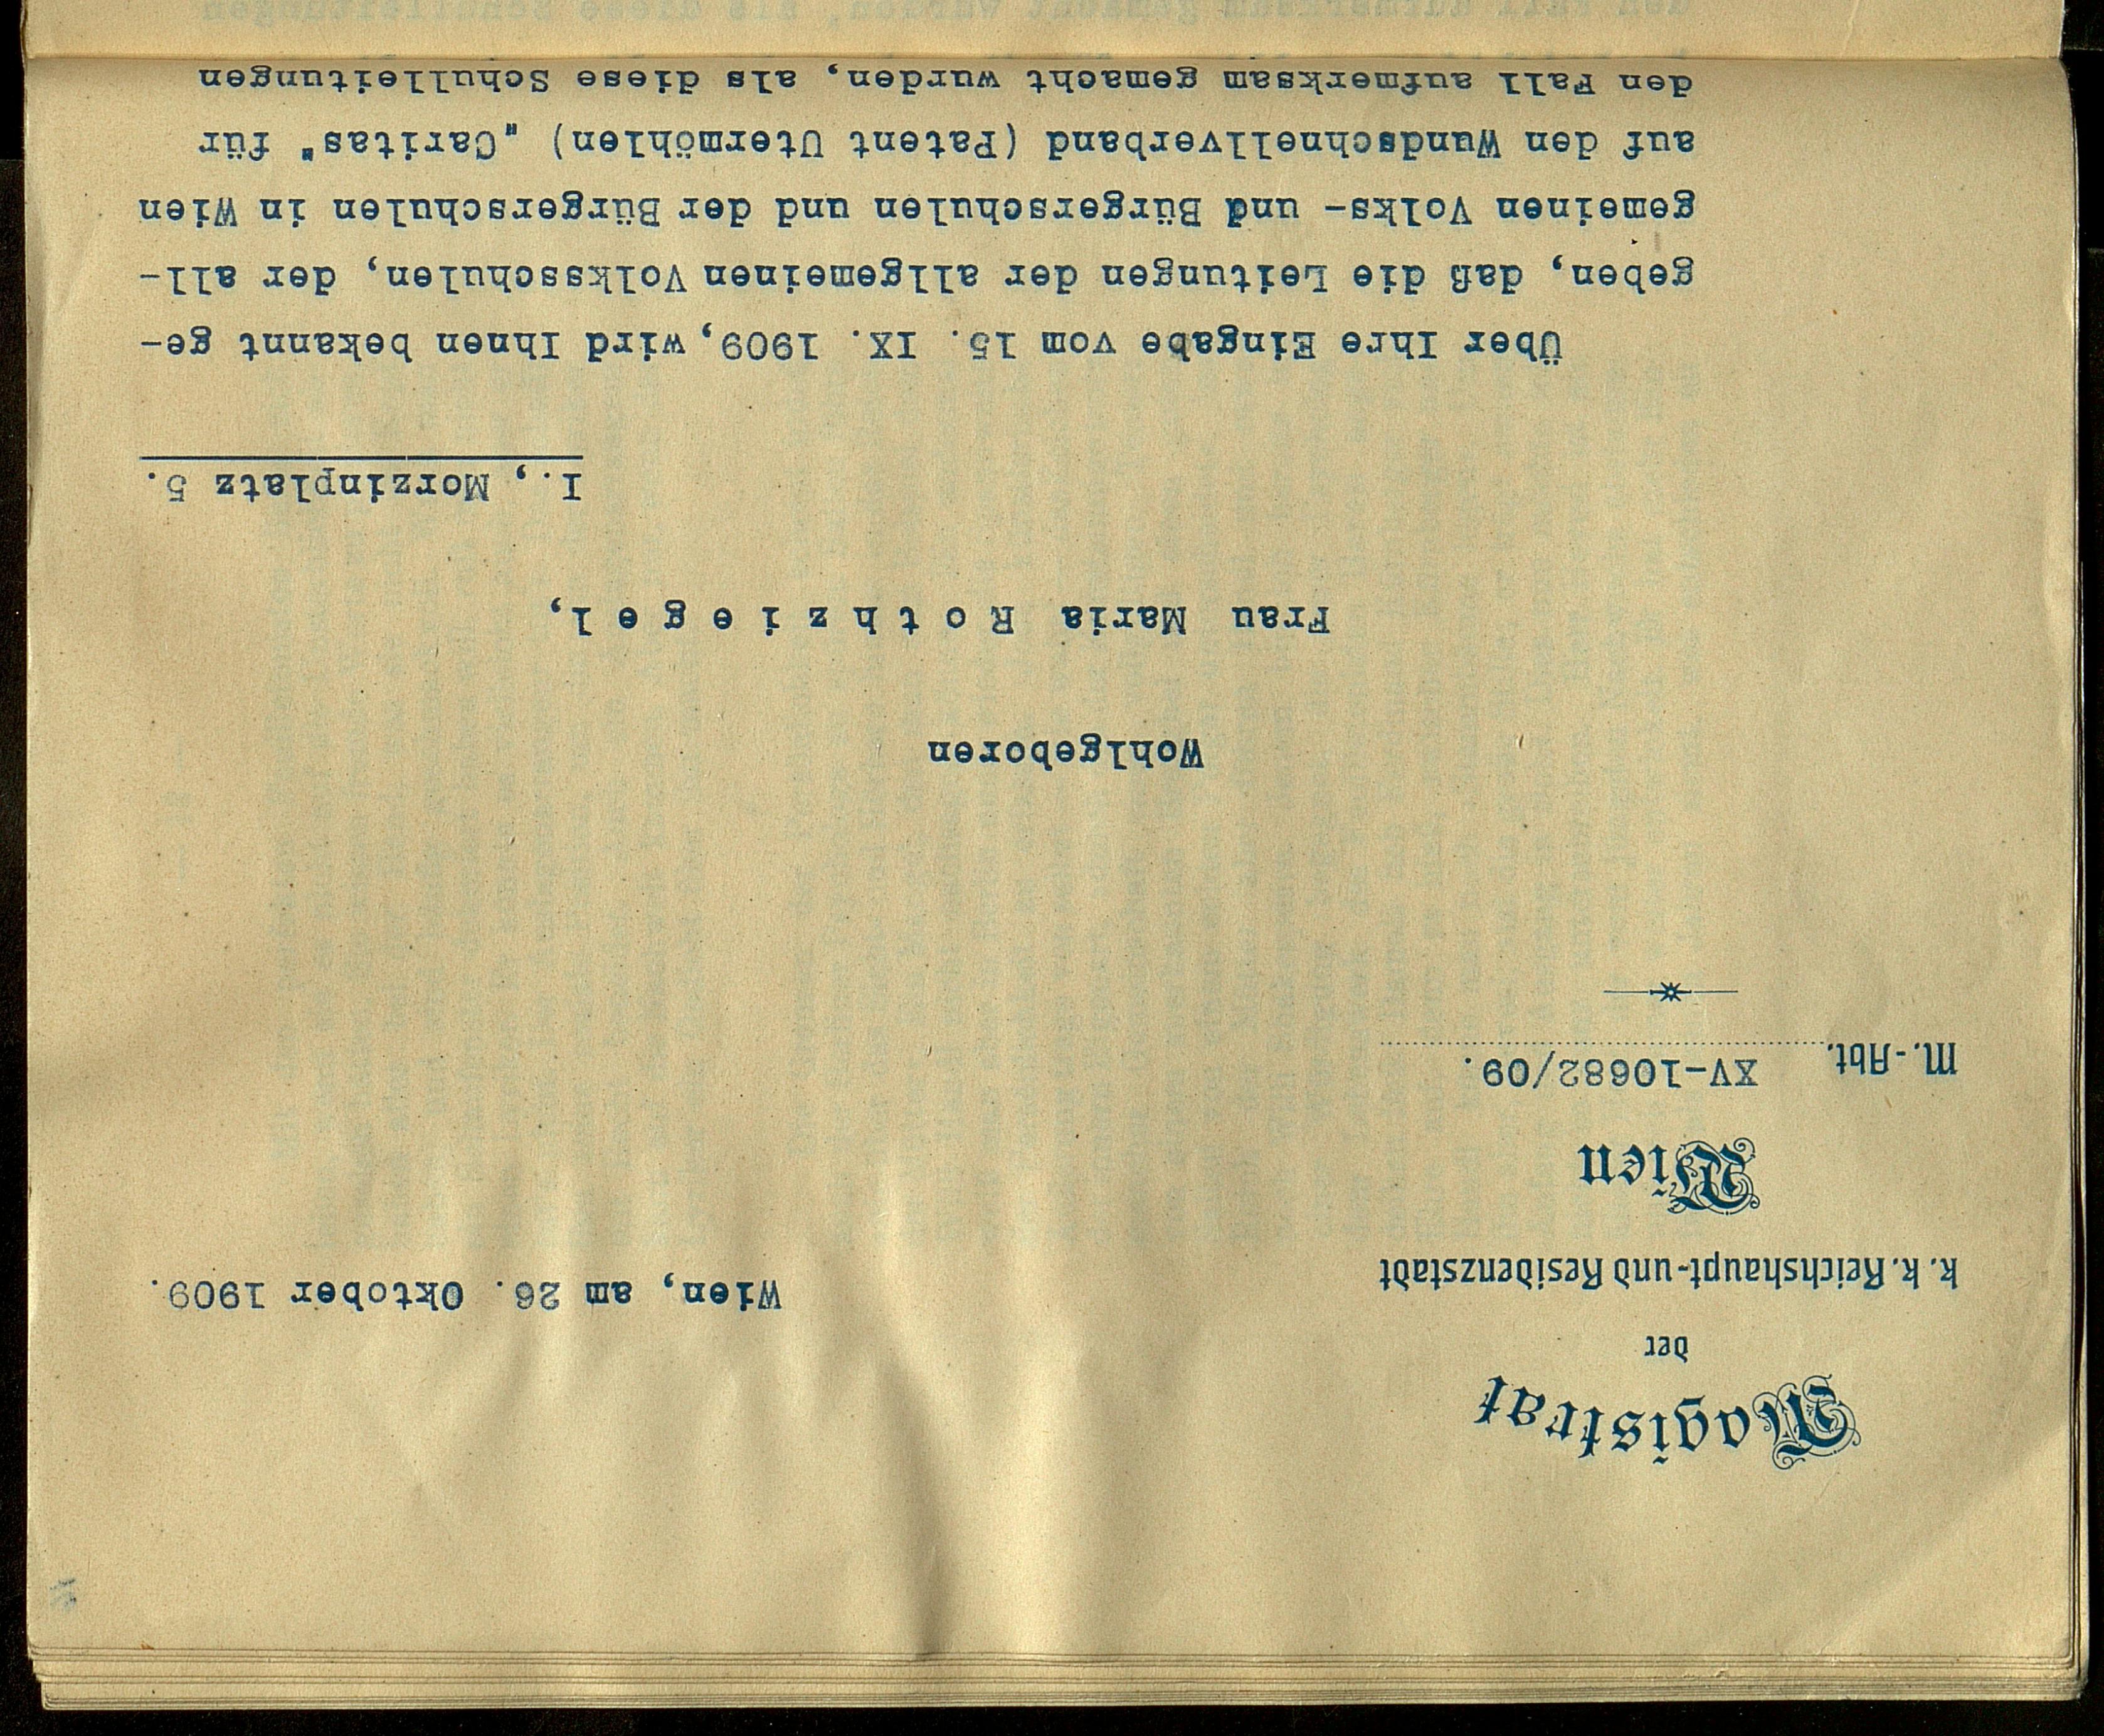 Magistrat
der
k. k. Reichshaupt-und Residenzstadt
Wien
M.-Abt. XV-10682/09.
Wien, am 26. Oktober 1909.
Wohlgeboren
Frau Maria Rothziegel,
I., Morzinplatz 5.
Über Ihre Eingabe vom 15. IX. 1909, wird Ihnen bekannt ge-
geben, daß die Leitungen der allgemeinen Volksschulen, der all-
gemeinen Volks- und Bürgerschulen und der Bürgerschulen in Wien
auf den Wundschnellverband (Patent Utermöhlen) „Caritas" für
den Fall aufmerksam gemacht wurden, als diese Schulleitungen